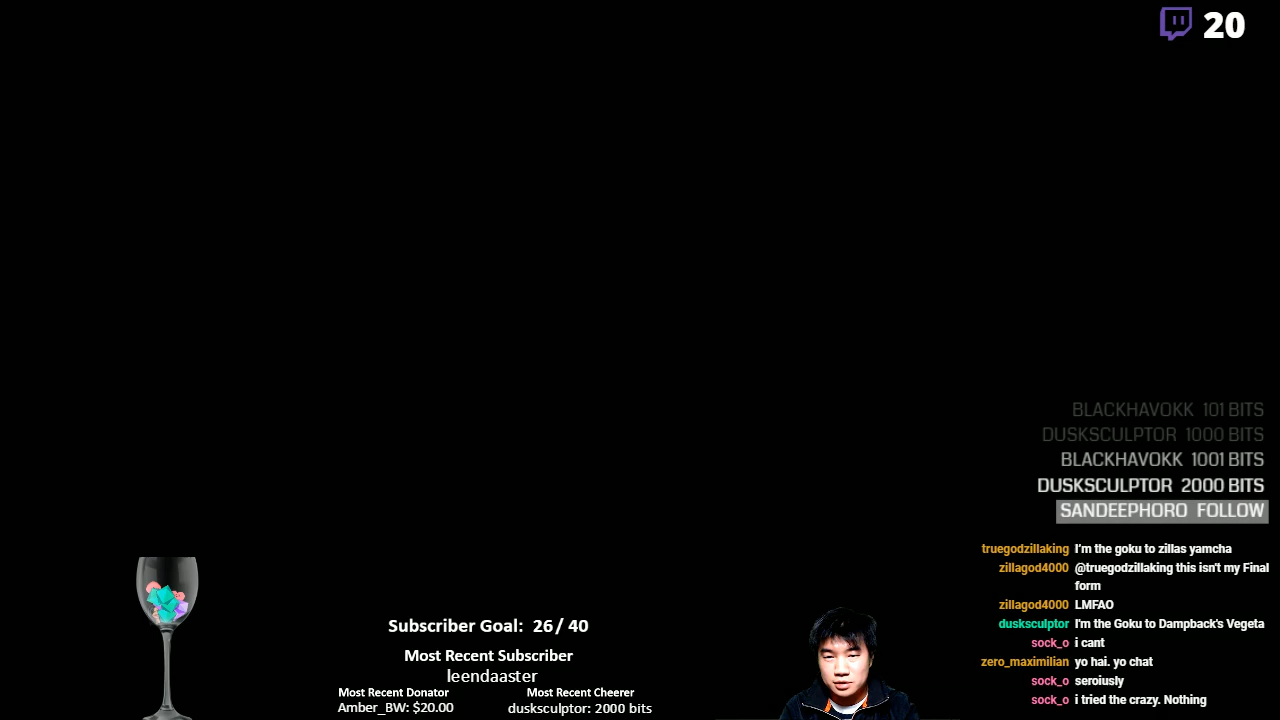 20
BLACKHAVOKK 101 BITS
DUSKSCULPTOR 1000 BITS
BLACKHAVOKK 1001 BITS
DUSKSCULPTOR 2000 BITS
SANDEEPHORO FOLLOW
truegodzillaking I'm the goku to zillas yamcha
zillagod4000 @truegodzillaking this isn't my Final
form
zillagod4000 LMFAO
dusksculptor I'm the Goku to Dampback's Vegeta
sock_o i cant
zero_maximilian yo hai. yo chat
sock_o seroiusly
sock_o i tried the crazy. Nothing
Subscriber Goal: 26 / 40
Most Recent Subscriber
leendaaster
Most Recent Donator
Amber_BW: $20.00
Most Recent Cheerer
dusksculptor: 2000 bits